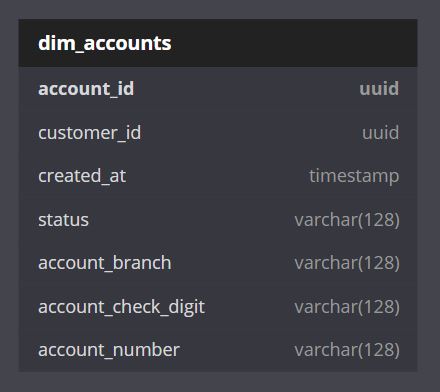 dim_accounts
account_id uuid
customer_id uuid
created_at timestamp
status varchar(128)
account_branch varchar(128)
account_check_digit varchar(128)
account_number varchar(128)